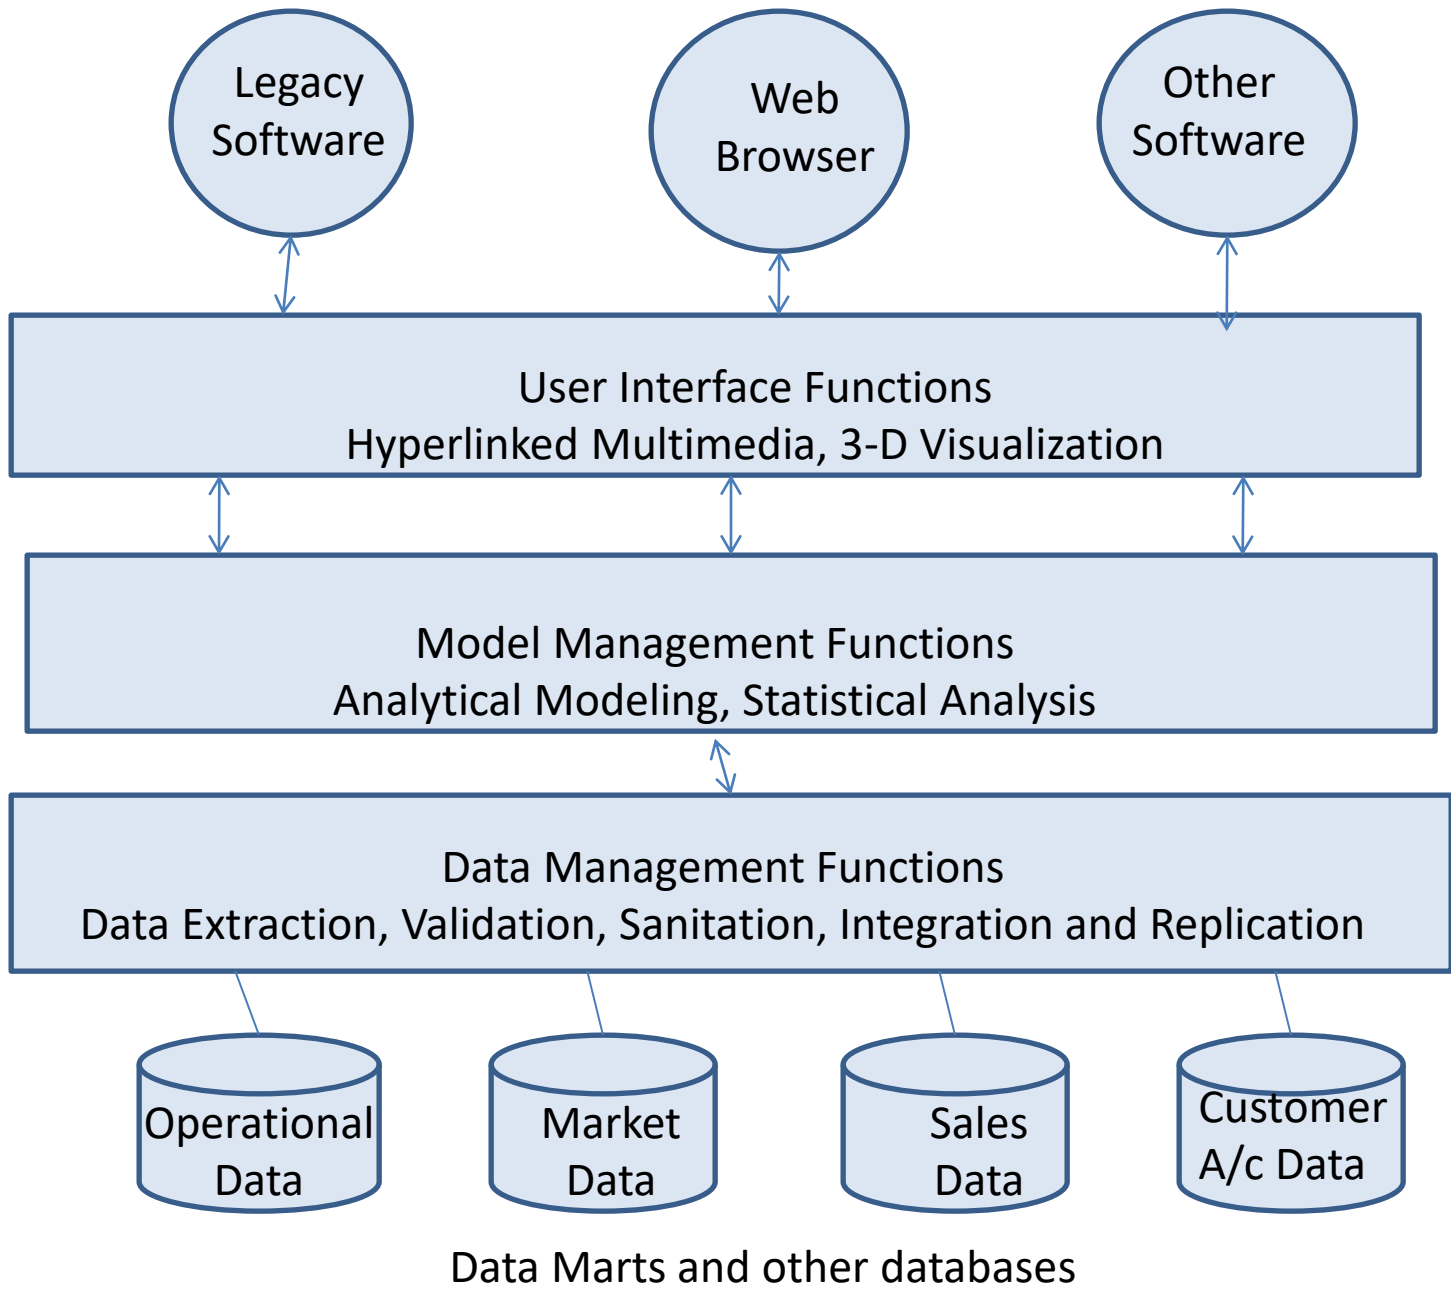 Legacy
Software
Web
Browser
Other
Software
User Interface Functions
Hyperlinked Multimedia, 3-D Visualization
Model Management Functions
Analytical Modeling, Statistical Analysis
Data Management Functions
Data Extraction, Validation, Sanitation, Integration and Replication
Operational
Data
Market
Data
Sales
Data
Customer
A/c Data
Data Marts and other databases